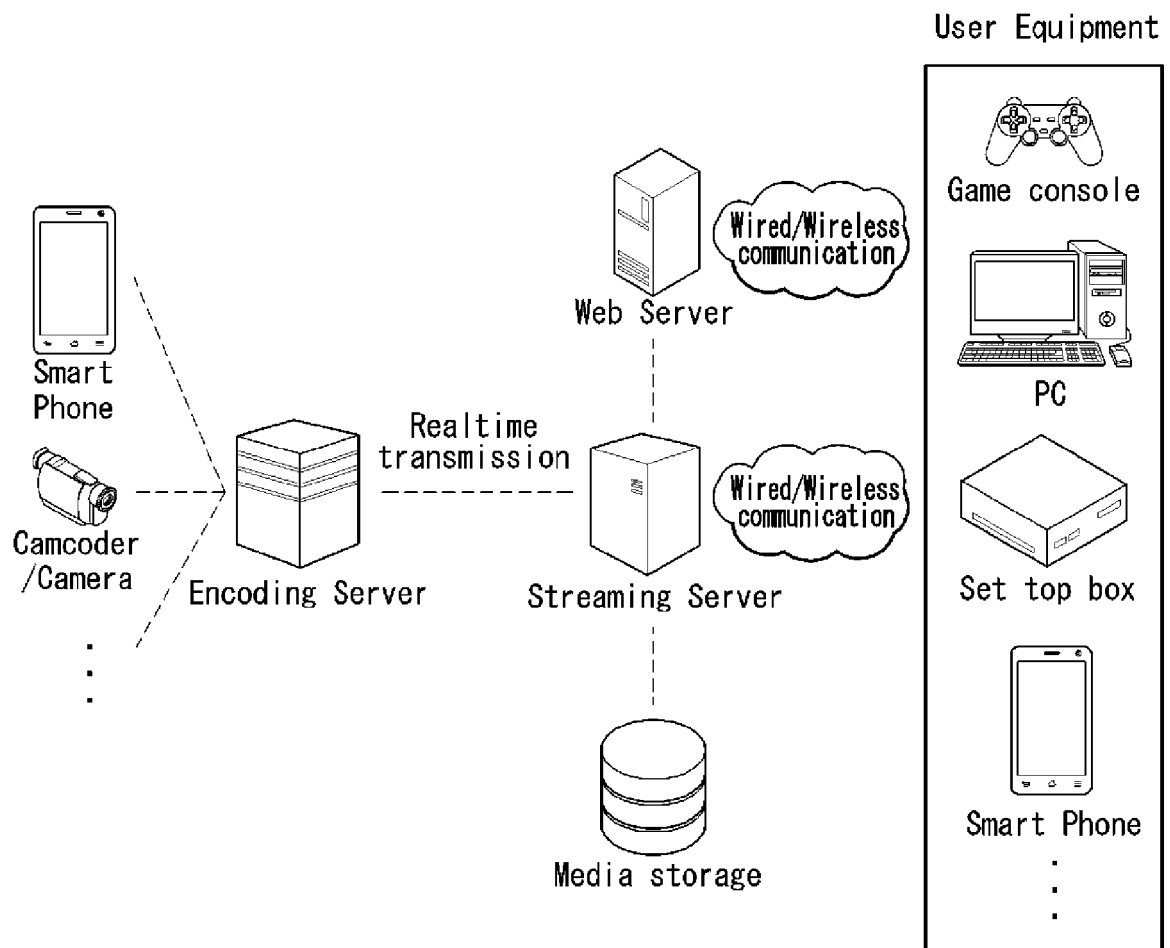 User Equipment
Game console
Wired/Wireless
communication
Web Server
Smart
Phone
PC
Realtime
transmission
Wired/Wireless
communication
Camcoder
/Camera
Encoding Server
Streaming Server
Set top box
Smart Phone
Media storage